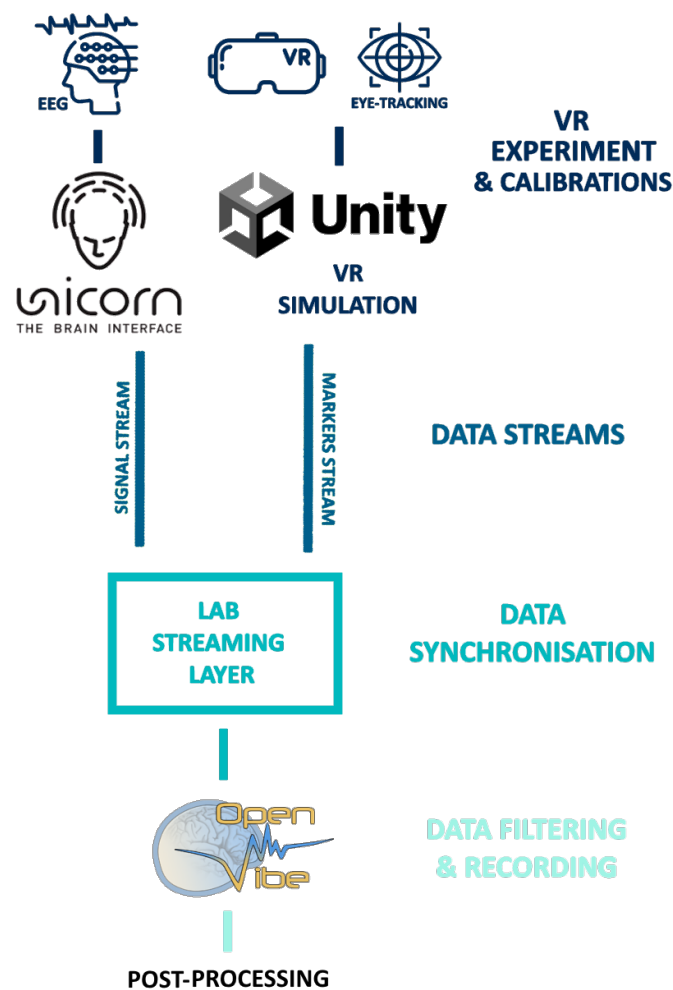 EEG
VR
EYE-TRACKING
VR
EXPERIMENT
& CALIBRATIONS
unicorn
THE BRAIN INTERFACE
Unity
VR
SIMULATION
SIGNAL STREAM
MARKERS STREAM
DATA STREAMS
LAB
STREAMING
LAYER
DATA
SYNCHRONISATION
Open
Vibe
DATA FILTERING
& RECORDING
POST-PROCESSING